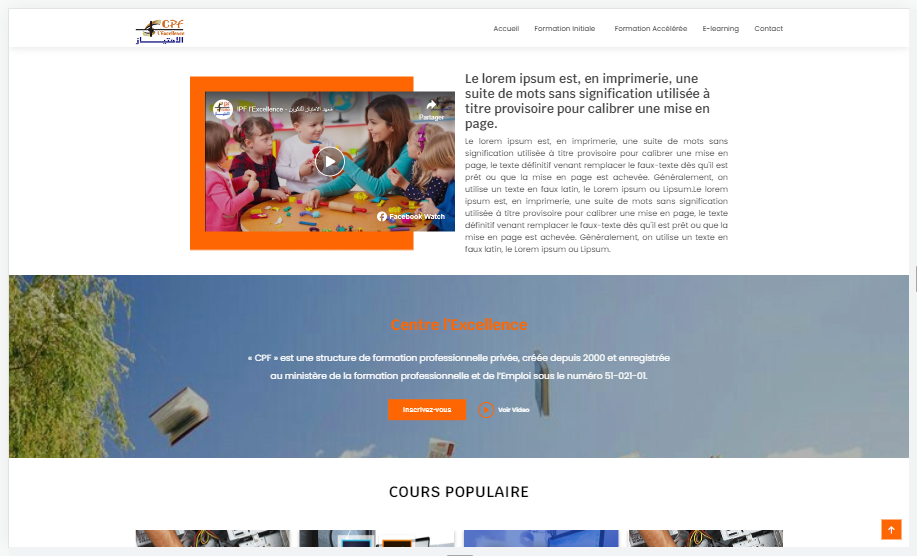 CPF
l'Excellence
الامتياز
Accueil Formation Initiale Formation Accélérée E-learning Contact
IPF l'Excellence -
Partager
Facebook Watch
Le lorem ipsum est, en imprimerie, une
suite de mots sans signification utilisée à
titre provisoire pour calibrer une mise en
page.
Le lorem ipsum est, en imprimerie, une suite de mots sans
signification utilisée à titre provisoire pour calibrer une mise en
page, le texte définitif venant remplacer le faux-texte dès qu'il est
prêt ou que la mise en page est achevée. Généralement, on
utilise un texte en faux latin, le Lorem ipsum ou Lipsum.Le lorem
ipsum est, en imprimerie, une suite de mots sans signification
utilisée à titre provisoire pour calibrer une mise en page, le texte
définitif venant remplacer le faux-texte dès qu'il est prêt ou que la
mise en page est achevée. Généralement, on utilise un texte en
faux latin, le Lorem ipsum ou Lipsum.
Centre l'Excellence
« CPF » est une structure de formation professionnelle privée, créée depuis 2000 et enregistrée
au ministère de la formation professionnelle et de l'Emploi sous le numéro 51-021-01.
Inscrivez-vous Voir Video
COURS POPULAIRE